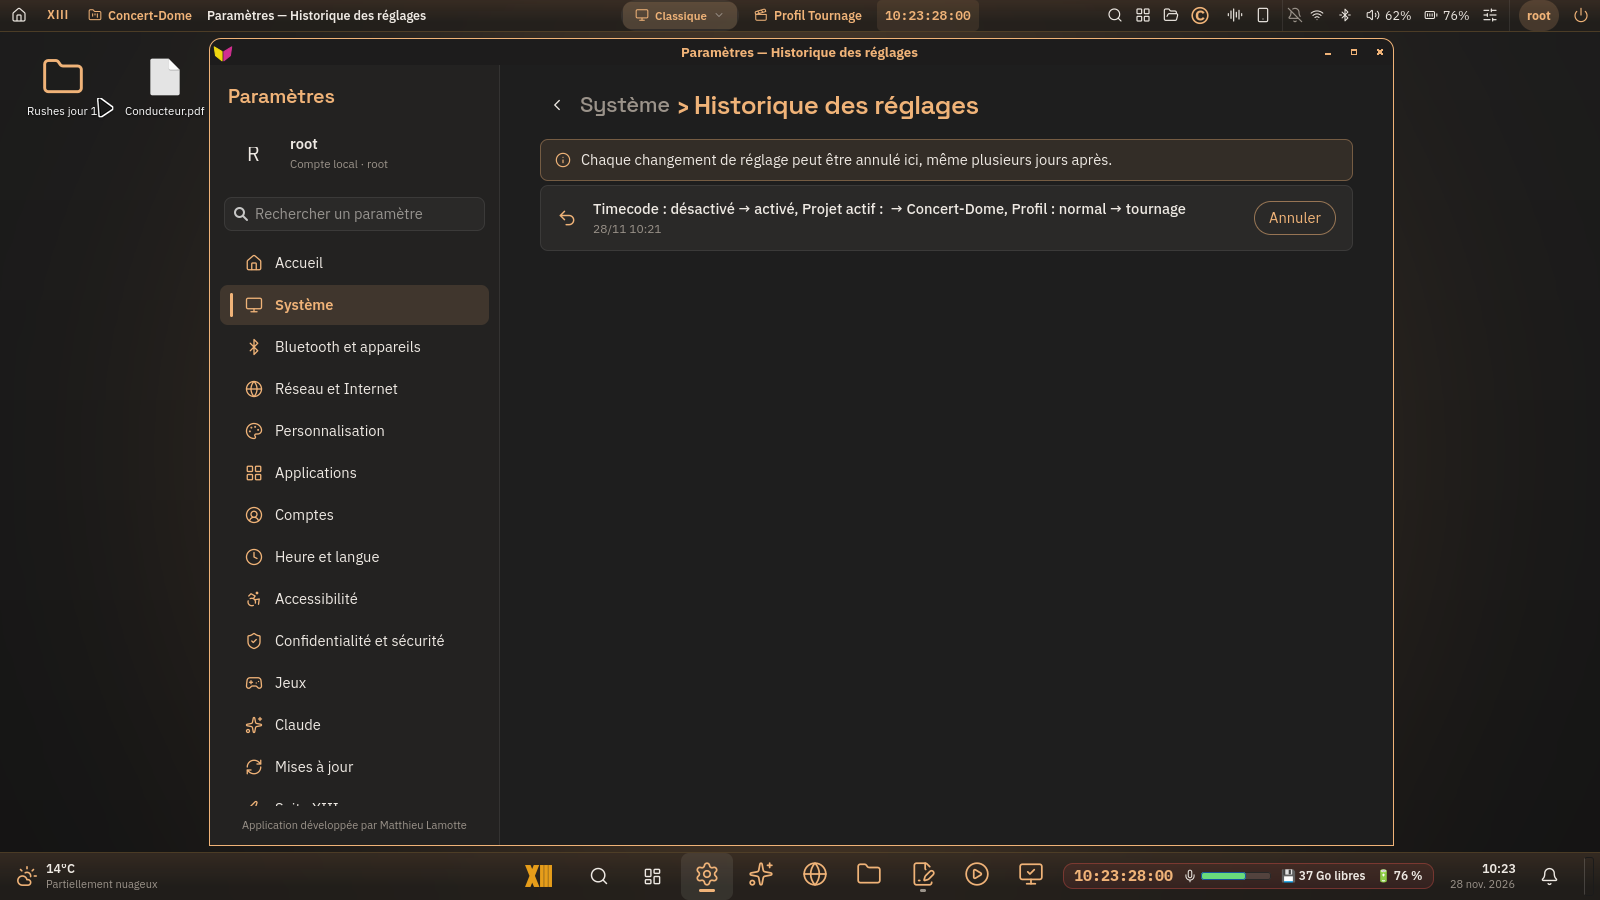 XIII
Concert-Dome
Paramètres — Historique des réglages
Classique
Profil Tournage
10:23:28:00
62%
76%
root
Rushes jour 1
Conducteur.pdf
Paramètres — Historique des réglages
Paramètres
R
root
Compte local · root
Rechercher un paramètre
Accueil
Système
Bluetooth et appareils
Réseau et Internet
Personnalisation
Applications
Comptes
Heure et langue
Accessibilité
Confidentialité et sécurité
Jeux
Claude
Mises à jour
Suite XIII
Application développée par Matthieu Lamotte
Système > Historique des réglages
Chaque changement de réglage peut être annulé ici, même plusieurs jours après.
Timecode : désactivé → activé, Projet actif :  → Concert-Dome, Profil : normal → tournage
28/11 10:21
Annuler
14°C
Partiellement nuageux
XIII
10:23:28:00
37 Go libres
76 %
10:23
28 nov. 2026